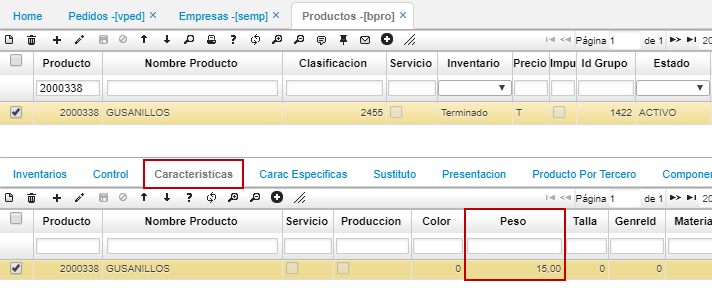 Home Pedidos -[vped] × Empresas -[semp] × Productos -[bpro] ×
Página 1 de 1 20
Producto Nombre Producto Clasificacion Servicio Inventario Precio Impu Id Grupo Estado
2000338
2000338 GUSANILLOS 2455 Terminado T 1422 ACTIVO
Inventarios Control Caracteristicas Carac Especificas Sustituto Presentacion Producto Por Tercero Componen
Página 1 de 1 20
Producto Nombre Producto Servicio Produccion Color Peso Talla GenreId Materia
2000338 GUSANILLOS 0 15,00 0 0